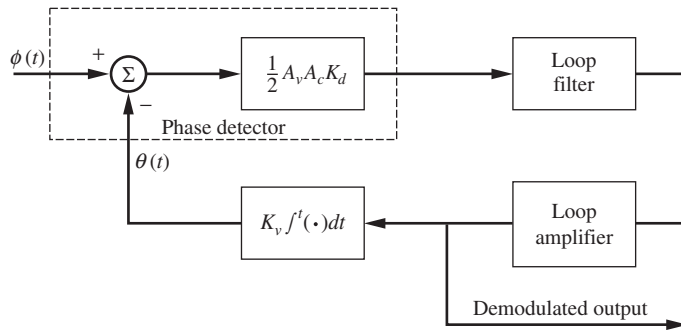 ϕ(t)
+
Σ
−
1/2 A_v A_c K_d
Loop
filter
Phase detector
θ(t)
K_v ∫^t (•)dt
Loop
amplifier
Demodulated output